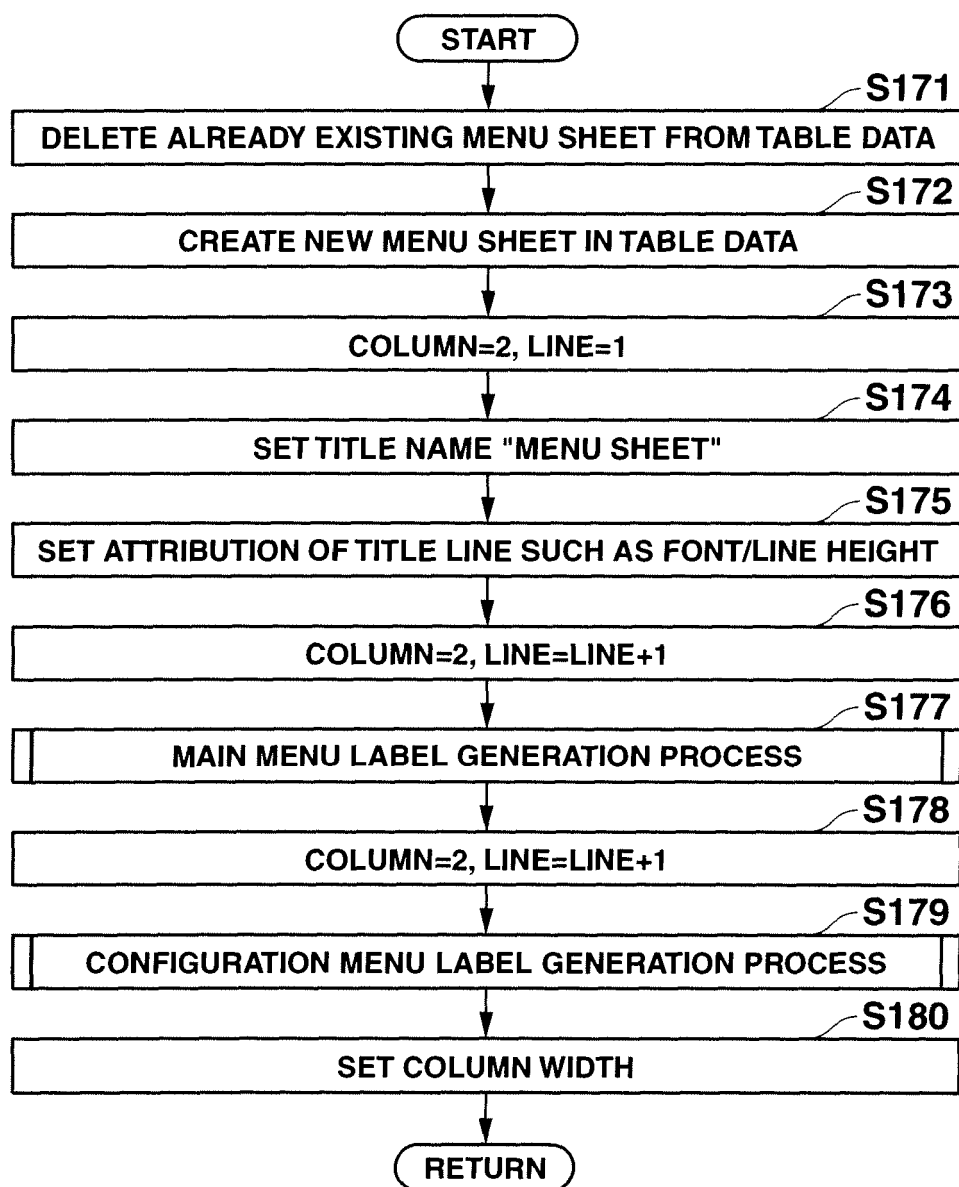 START
S171
DELETE ALREADY EXISTING MENU SHEET FROM TABLE DATA
S172
CREATE NEW MENU SHEET IN TABLE DATA
S173
COLUMN=2, LINE=1
S174
SET TITLE NAME "MENU SHEET"
S175
SET ATTRIBUTION OF TITLE LINE SUCH AS FONT/LINE HEIGHT
S176
COLUMN=2, LINE=LINE+1
S177
MAIN MENU LABEL GENERATION PROCESS
S178
COLUMN=2, LINE=LINE+1
S179
CONFIGURATION MENU LABEL GENERATION PROCESS
S180
SET COLUMN WIDTH
RETURN